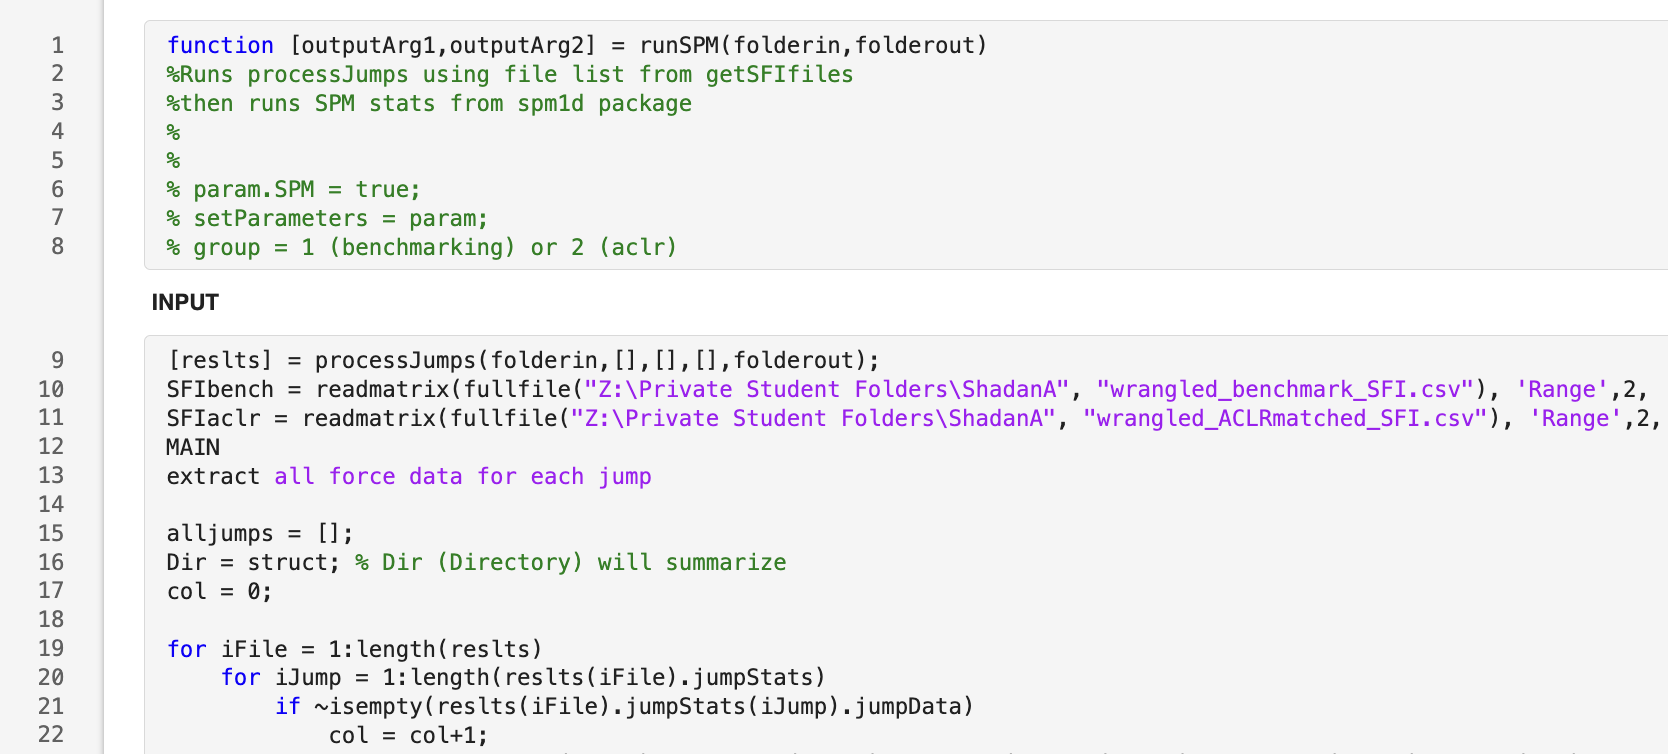 1 function [outputArg1,outputArg2] = runSPM(folderin,folderout)
2 %Runs processJumps using file list from getSFIfiles
3 %then runs SPM stats from spm1d package
4 %
5 %
6 % param.SPM = true;
7 % setParameters = param;
8 % group = 1 (benchmarking) or 2 (aclr)
INPUT
9 [reslts] = processJumps(folderin,[],[],[],folderout);
10 SFIbench = readmatrix(fullfile("Z:\Private Student Folders\ShadanA", "wrangled_benchmark_SFI.csv"), 'Range',2,
11 SFIaclr = readmatrix(fullfile("Z:\Private Student Folders\ShadanA", "wrangled_ACLRmatched_SFI.csv"), 'Range',2,
12 MAIN
13 extract all force data for each jump
14
15 alljumps = [];
16 Dir = struct; % Dir (Directory) will summarize
17 col = 0;
18
19 for iFile = 1:length(reslts)
20 for iJump = 1:length(reslts(iFile).jumpStats)
21 if ~isempty(reslts(iFile).jumpStats(iJump).jumpData)
22 col = col+1;